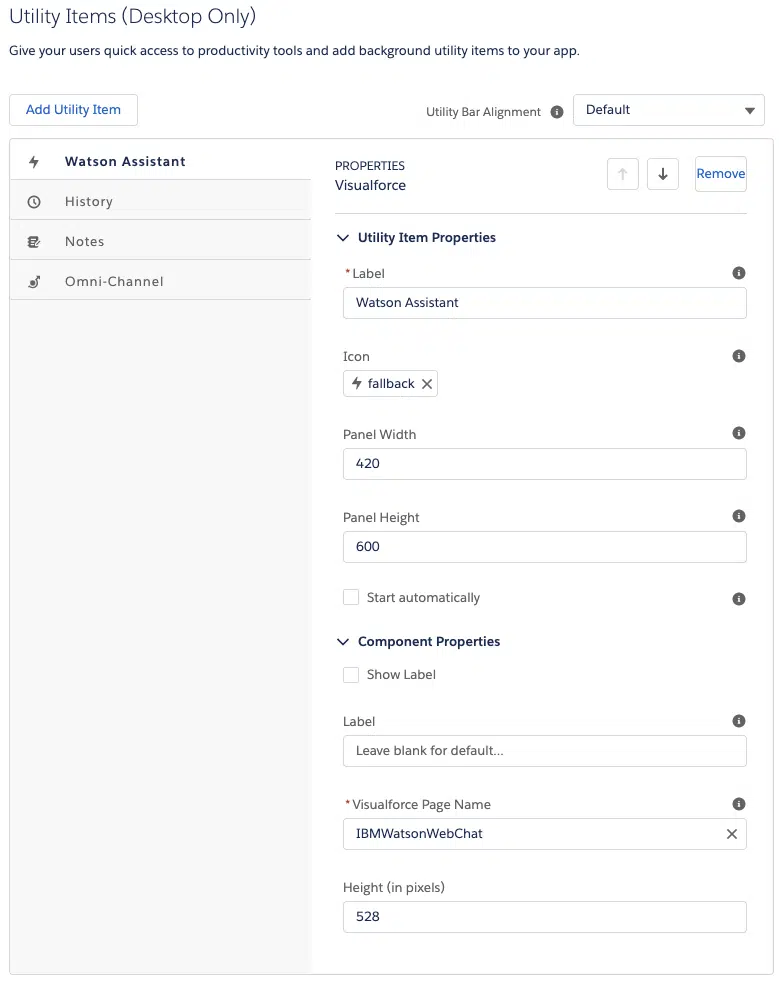 Utility Items (Desktop Only)
Give your users quick access to productivity tools and add background utility items to your app.
Add Utility Item
Utility Bar Alignment
Default
Watson Assistant
History
Notes
Omni-Channel
PROPERTIES
Visualforce
Remove
Utility Item Properties
*Label
Watson Assistant
Icon
fallback
Panel Width
420
Panel Height
600
Start automatically
Component Properties
Show Label
Label
Leave blank for default...
*Visualforce Page Name
IBMWatsonWebChat
Height (in pixels)
528